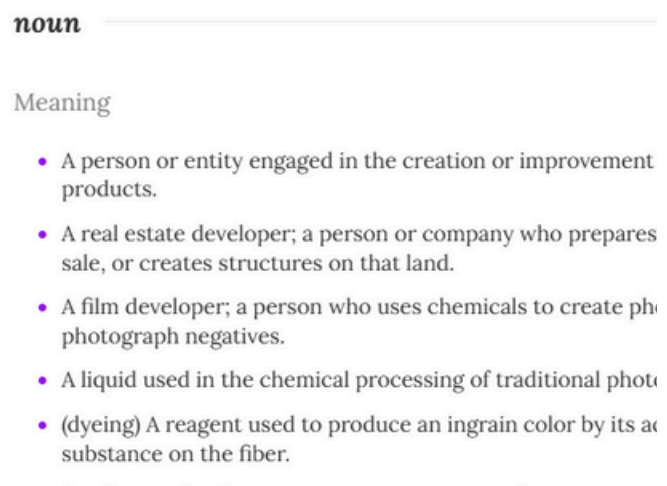 noun
Meaning
• A person or entity engaged in the creation or improvement
products.
• A real estate developer; a person or company who prepares
sale, or creates structures on that land.
• A film developer; a person who uses chemicals to create
photograph negatives.
• A liquid used in the chemical processing of traditional
• (dyeing) A reagent used to produce an ingrain color by its
substance on the fiber.